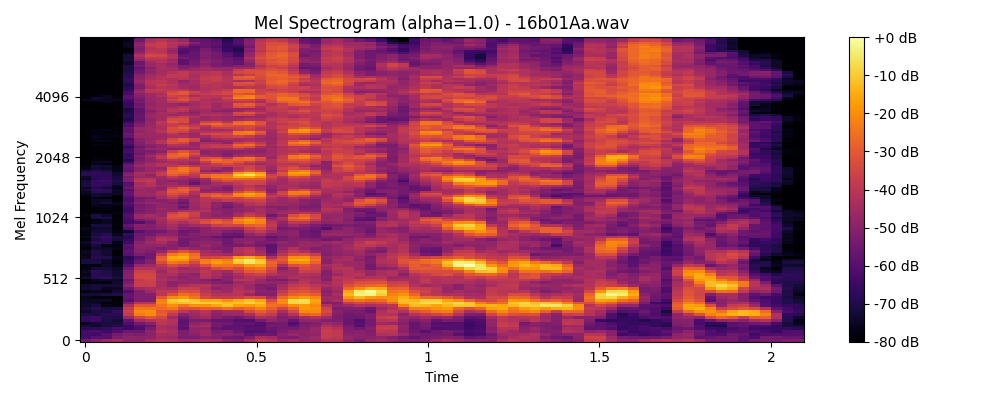 Mel Spectrogram (alpha=1.0) - 16b01Aa.wav
Mel Frequency
4096
2048
1024
512
0
0
0.5
1
1.5
2
Time
+0 dB
-10 dB
-20 dB
-30 dB
-40 dB
-50 dB
-60 dB
-70 dB
-80 dB